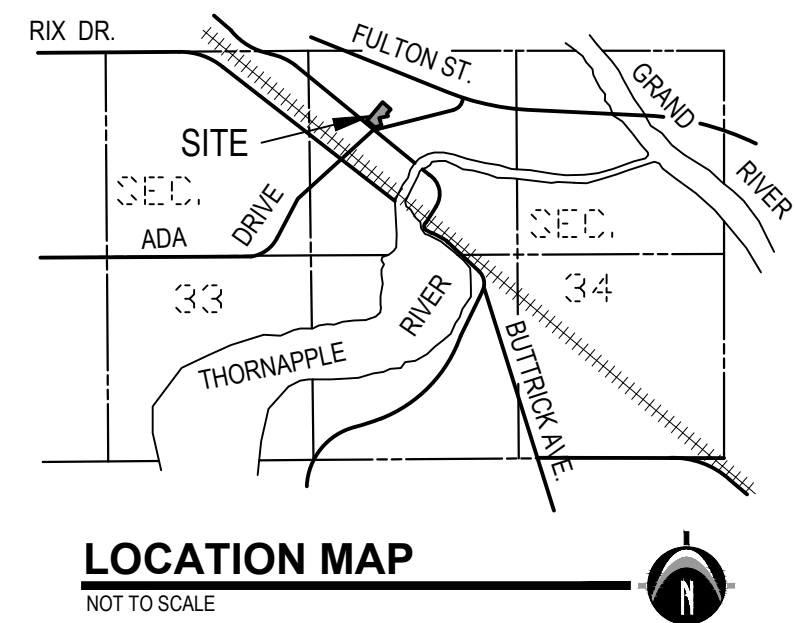 RIX DR.
FULTON ST.
GRAND
RIVER
SITE
SEC.
33
ADA
DRIVE
SEC.
34
RIVER
THORNAPPLE
BUTTRICK AVE.
LOCATION MAP
NOT TO SCALE
N